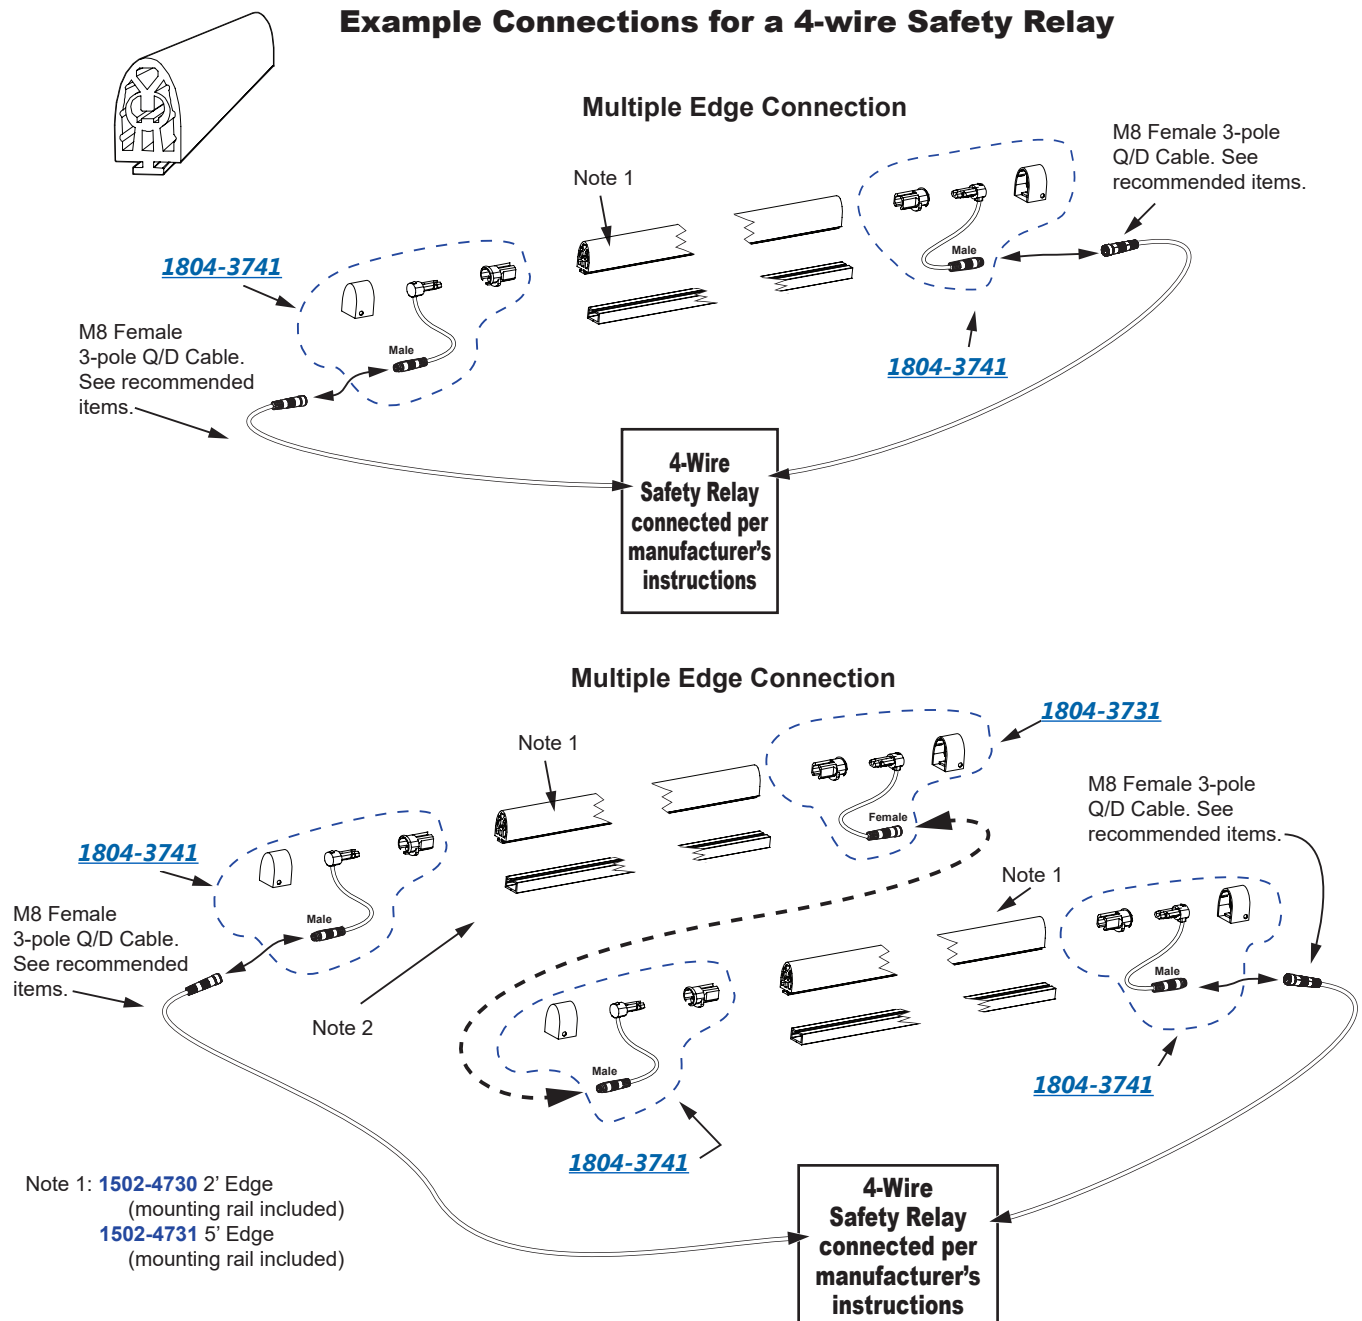 Example Connections for a 4-wire Safety Relay
Multiple Edge Connection
M8 Female 3-pole
Q/D Cable. See
recommended items.
Note 1
Male
1804-3741
1804-3741
M8 Female
3-pole Q/D Cable.
See recommended
items.
Male
4-Wire
Safety Relay
connected per
manufacturer's
instructions
Multiple Edge Connection
1804-3731
Note 1
Female
M8 Female 3-pole
Q/D Cable. See
recommended items.
1804-3741
Note 1
M8 Female
3-pole Q/D Cable.
See recommended
items.
Male
Male
Note 2
Male
1804-3741
1804-3741
Note 1: 1502-4730 2' Edge
(mounting rail included)
1502-4731 5' Edge
(mounting rail included)
4-Wire
Safety Relay
connected per
manufacturer's
instructions